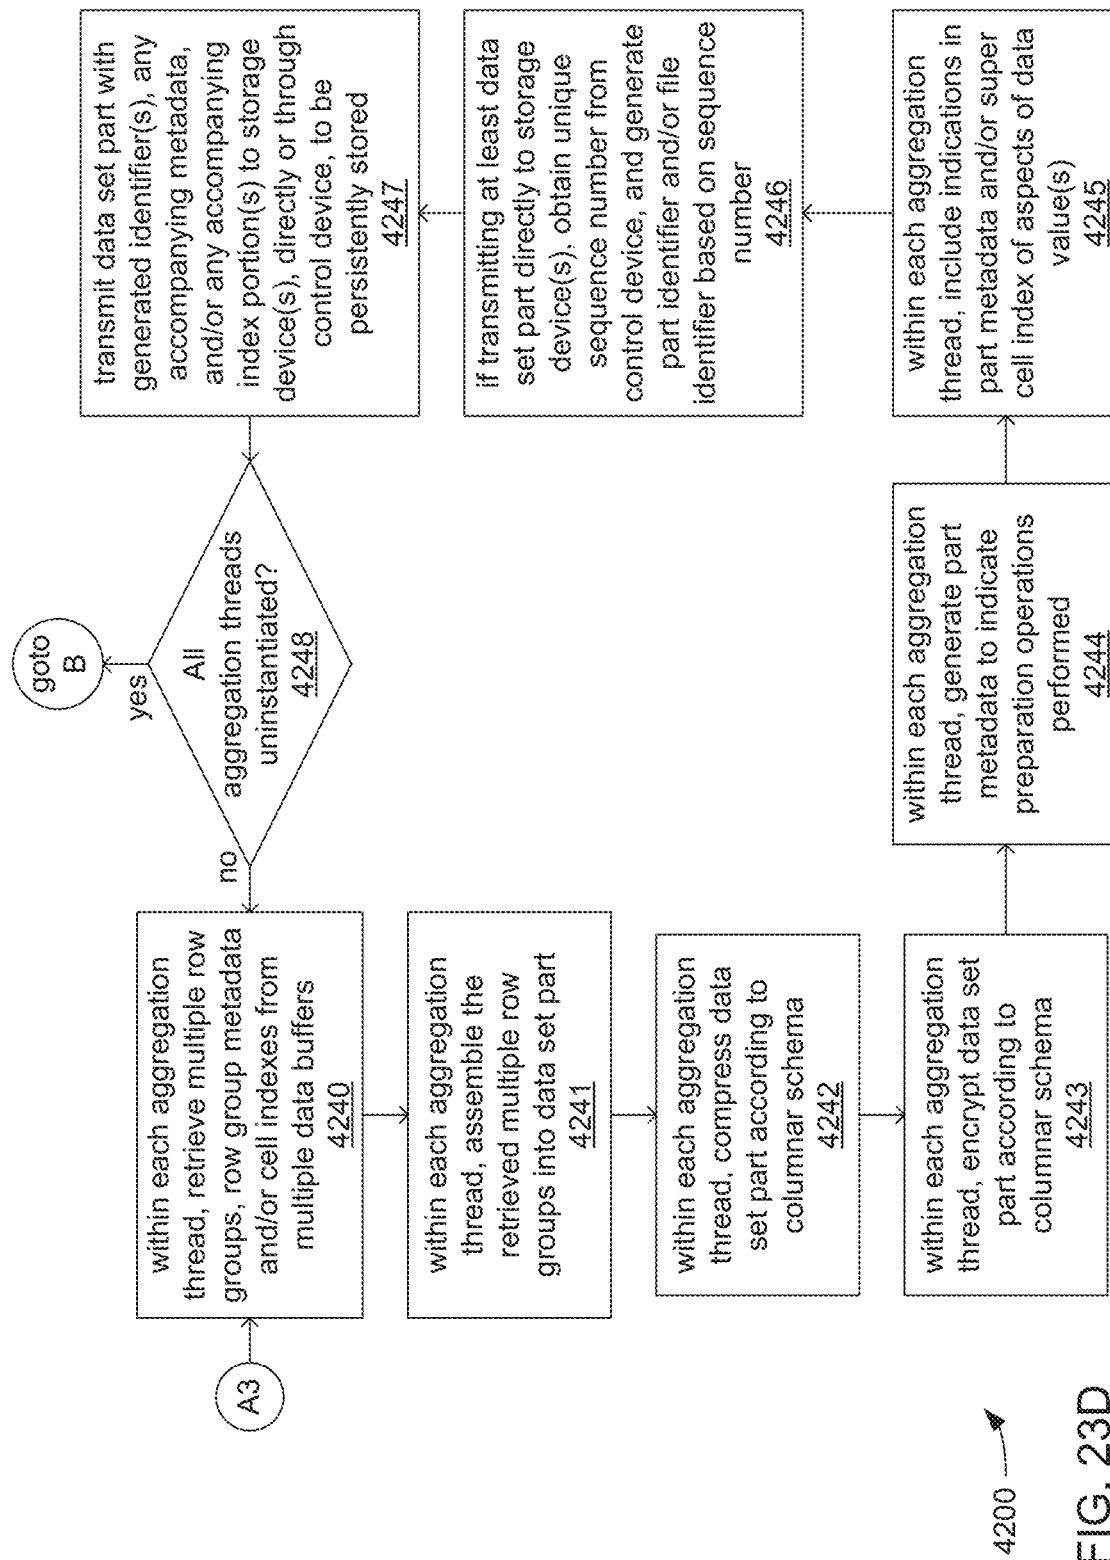 A3
within each aggregation
thread, retrieve multiple row
groups, row group metadata
and/or cell indexes from
multiple data buffers
4240
within each aggregation
thread, assemble the
retrieved multiple row
groups into data set part
4241
within each aggregation
thread, compress data
set part according to
columnar schema
4242
within each aggregation
thread, encrypt data set
part according to
columnar schema
4243
within each aggregation
thread, generate part
metadata to indicate
preparation operations
performed
4244
within each aggregation
thread, include indications in
part metadata and/or super
cell index of aspects of data
value(s)
4245
if transmitting at least data
set part directly to storage
device(s), obtain unique
sequence number from
control device, and generate
part identifier and/or file
identifier based on sequence
number
4246
transmit data set part with
generated identifier(s), any
accompanying metadata,
and/or any accompanying
index portion(s) to storage
device(s), directly or through
control device, to be
persistently stored
4247
All
aggregation threads
uninstantiated?
4248
no
yes
goto
B
4200
FIG. 23D